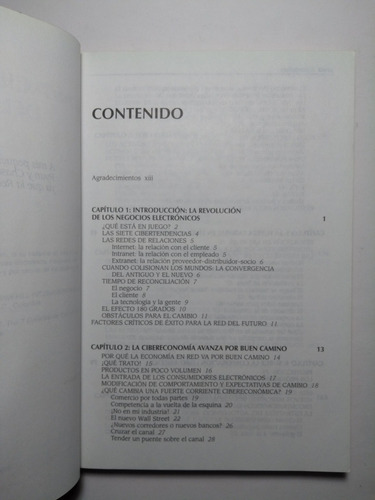 CONTENIDO
Agradecimientos xiii
CAPÍTULO 1: INTRODUCCIÓN: LA REVOLUCIÓN
DE LOS NEGOCIOS ELECTRÓNICOS 1
¿QUÉ ESTÁ EN JUEGO? 2
LAS SIETE CIBERTENDENCIAS 4
LAS REDES DE RELACIONES 5
Internet: la relación con el cliente 5
Intranet: la relación con el empleado 5
Extranet: la relación proveedor-distribuidor-socio 6
CUANDO COLISIONAN LOS MUNDOS: LA CONVERGENCIA
DEL ANTIGUO Y EL NUEVO 6
TIEMPO DE RECONCILIACIÓN 7
El negocio 7
El cliente 8
La tecnología y la gente 9
EL EFECTO 180 GRADOS 10
OBSTÁCULOS PARA EL CAMBIO 11
FACTORES CRÍTICOS DE ÉXITO PARA LA RED DEL FUTURO 11
CAPÍTULO 2: LA CIBERECONOMÍA AVANZA POR BUEN CAMINO 13
POR QUÉ LA ECONOMÍA EN RED VA POR BUEN CAMINO 14
¿QUÉ TRATO? 15
PRODUCTOS EN POCO VOLUMEN 16
LA ENTRADA DE LOS CONSUMIDORES ELECTRÓNICOS 17
MODIFICACIÓN DE COMPORTAMIENTO Y EXPECTATIVAS DE CAMBIO 18
¿QUÉ CAMBIA UNA FUERTE CORRIENTE CIBERECONÓMICA? 19
Comercio por todas partes 19
Competencia a la vuelta de la esquina 20
¡No en mi industria! 21
El nuevo Wall Street 21
¿Nuevos corredores o nuevos bancos? 26
Cruzar el canal 27
Tender un puente sobre el canal 28